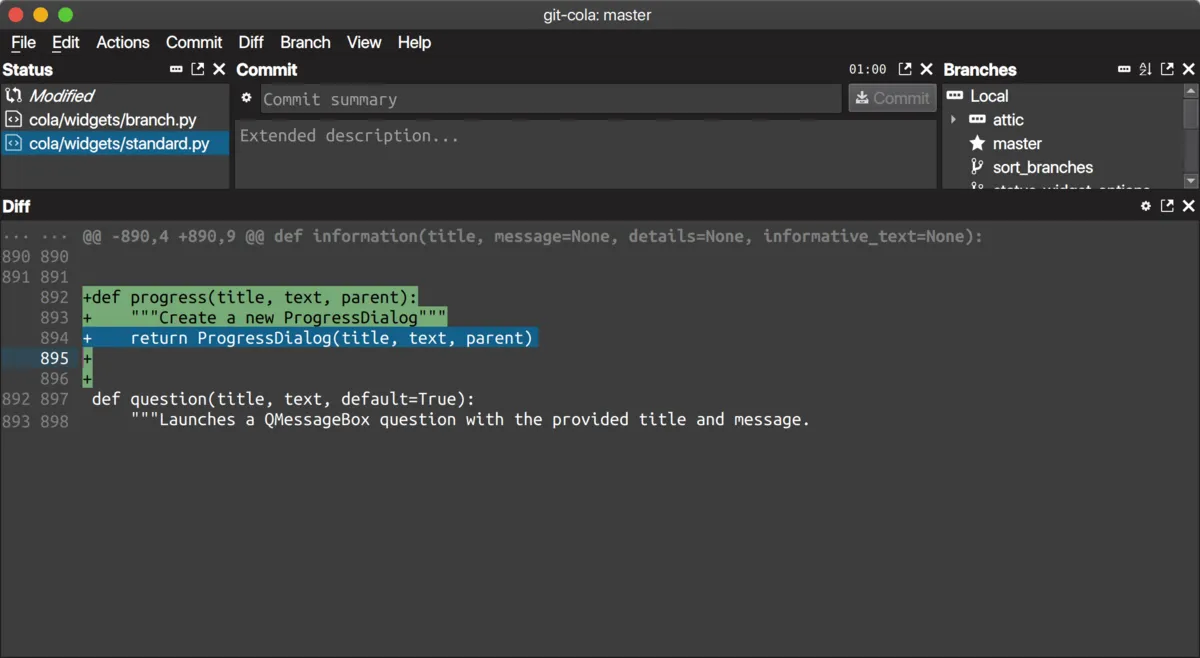 git-cola: master
File Edit Actions Commit Diff Branch View Help
Status
Modified
cola/widgets/branch.py
cola/widgets/standard.py
Commit 01:00
Commit summary
Commit
Extended description...
Branches
Local
attic
master
sort_branches
status_widget_options
Diff
... ... @@ -890,4 +890,9 @@ def information(title, message=None, details=None, informative_text=None):
890 890
891 891
892 +def progress(title, text, parent):
893 +    """Create a new ProgressDialog"""
894 +    return ProgressDialog(title, text, parent)
895 +
896 +
892 897 def question(title, text, default=True):
893 898     """Launches a QMessageBox question with the provided title and message.